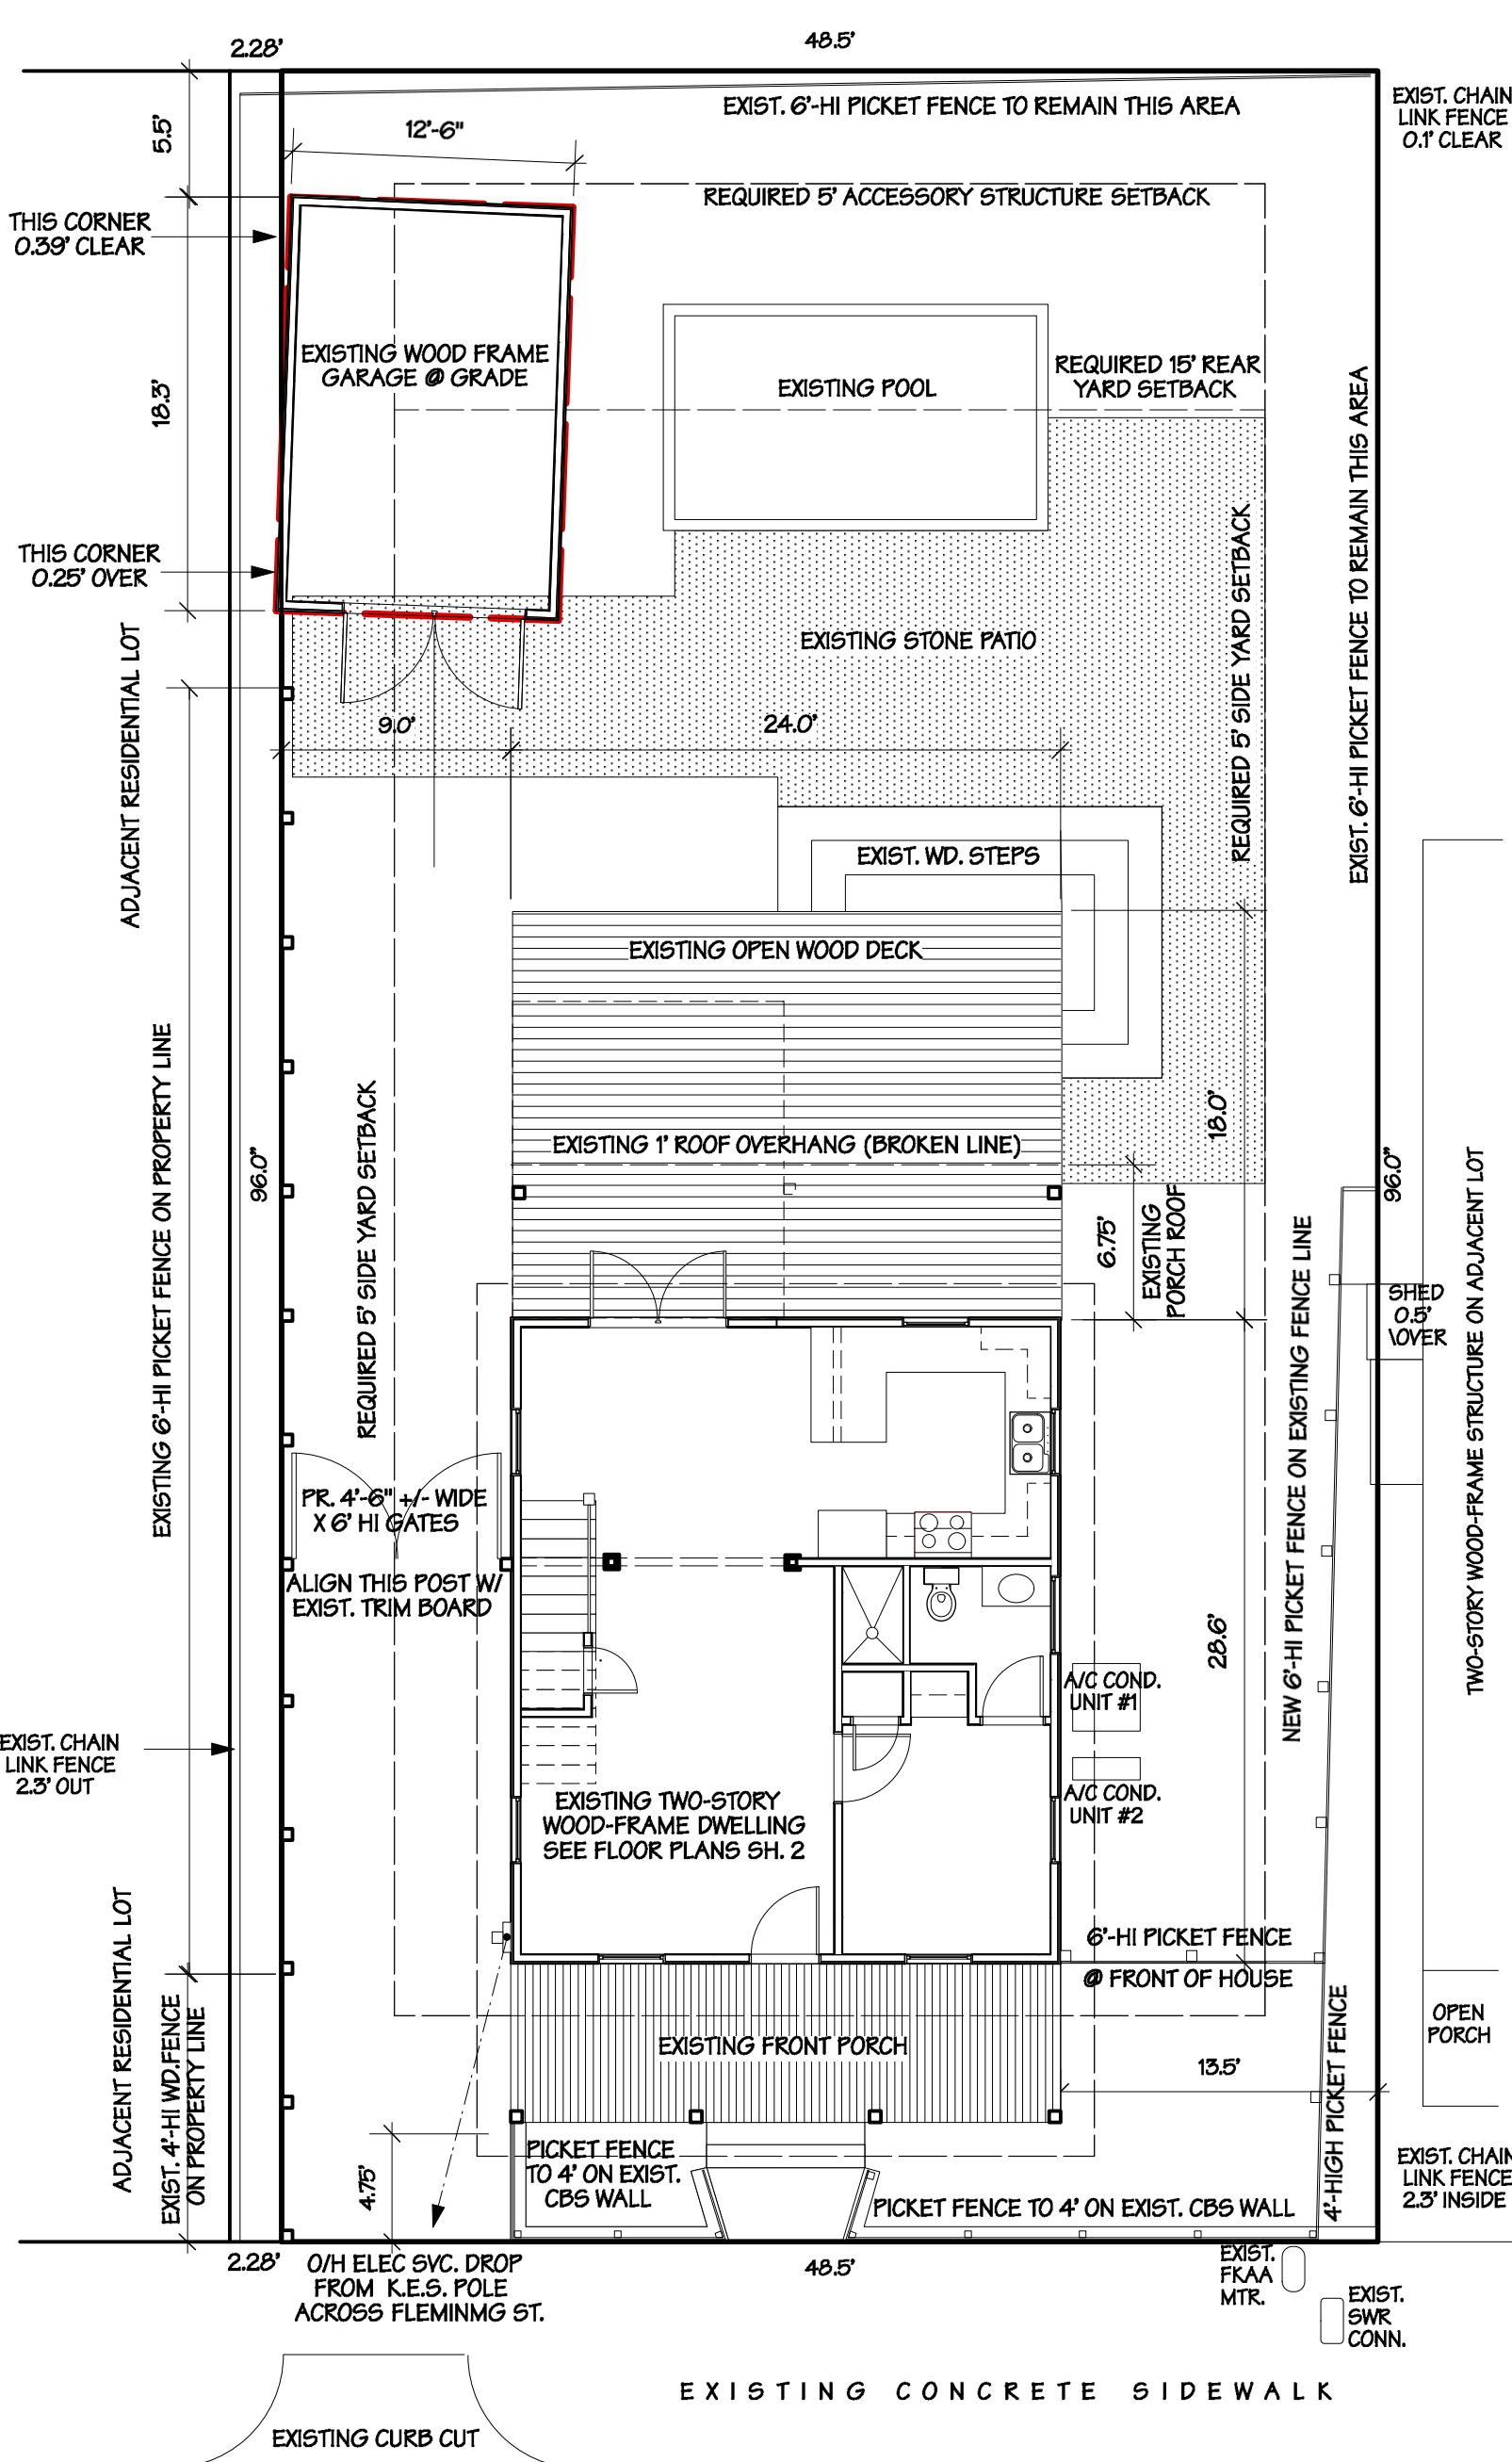 2.28'
48.5'
EXIST. 6'-HI PICKET FENCE TO REMAIN THIS AREA
EXIST. CHAIN
LINK FENCE
0.1' CLEAR
5.5'
12'-6"
REQUIRED 5' ACCESSORY STRUCTURE SETBACK
THIS CORNER
0.39' CLEAR
EXISTING WOOD FRAME
GARAGE @ GRADE
18.3'
EXISTING POOL
REQUIRED 15' REAR
YARD SETBACK
EXIST. 6'-HI PICKET FENCE TO REMAIN THIS AREA
REQUIRED 5' SIDE YARD SETBACK
THIS CORNER
0.25' OVER
ADJACENT RESIDENTIAL LOT
EXISTING STONE PATIO
9.0'
24.0'
EXIST. WD. STEPS
EXISTING OPEN WOOD DECK
EXISTING 6'-HI PICKET FENCE ON PROPERTY LINE
96.0"
REQUIRED 5' SIDE YARD SETBACK
EXISTING 1' ROOF OVERHANG (BROKEN LINE)
18.0'
96.0"
6.75'
EXISTING
PORCH ROOF
NEW 6'-HI PICKET FENCE ON EXISTING FENCE LINE
SHED
0.5'
\OVER
TWO-STORY WOOD-FRAME STRUCTURE ON ADJACENT LOT
PR. 4'-6" +/- WIDE
X 6' HI GATES
ALIGN THIS POST W/
EXIST. TRIM BOARD
28.6'
A/C COND.
UNIT #1
EXIST. CHAIN
LINK FENCE
2.3' OUT
A/C COND.
UNIT #2
EXISTING TWO-STORY
WOOD-FRAME DWELLING
SEE FLOOR PLANS SH. 2
6'-HI PICKET FENCE
@ FRONT OF HOUSE
ADJACENT RESIDENTIAL LOT
EXIST. 4'-HI WD.FENCE
ON PROPERTY LINE
OPEN
PORCH
EXISTING FRONT PORCH
13.5'
4'-HIGH PICKET FENCE
4.75'
PICKET FENCE
TO 4' ON EXIST.
CBS WALL
PICKET FENCE TO 4' ON EXIST. CBS WALL
EXIST. CHAIN
LINK FENCE
2.3' INSIDE
2.28'
O/H ELEC SVC. DROP
FROM K.E.S. POLE
ACROSS FLEMINMG ST.
48.5'
EXIST.
FKAA
MTR.
EXIST.
SWR
CONN.
EXISTING CONCRETE SIDEWALK
EXISTING CURB CUT